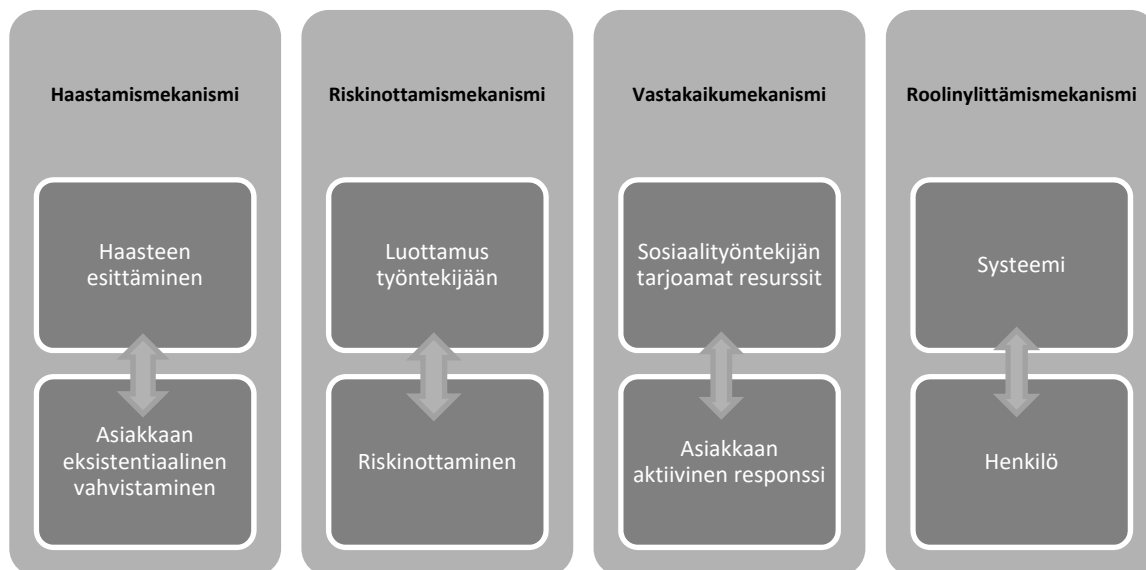 Haastamismekanismi
Haasteen
esittäminen
Asiakkaan
eksistentiaalinen
vahvistaminen
Riskinottamismekanismi
Luottamus
työntekijään
Riskinottaminen
Vastakaikumekanismi
Sosiaalityöntekijän
tarjoamat resurssit
Asiakkaan
aktiivinen responssi
Roolinylittämismekanismi
Systeemi
Henkilö